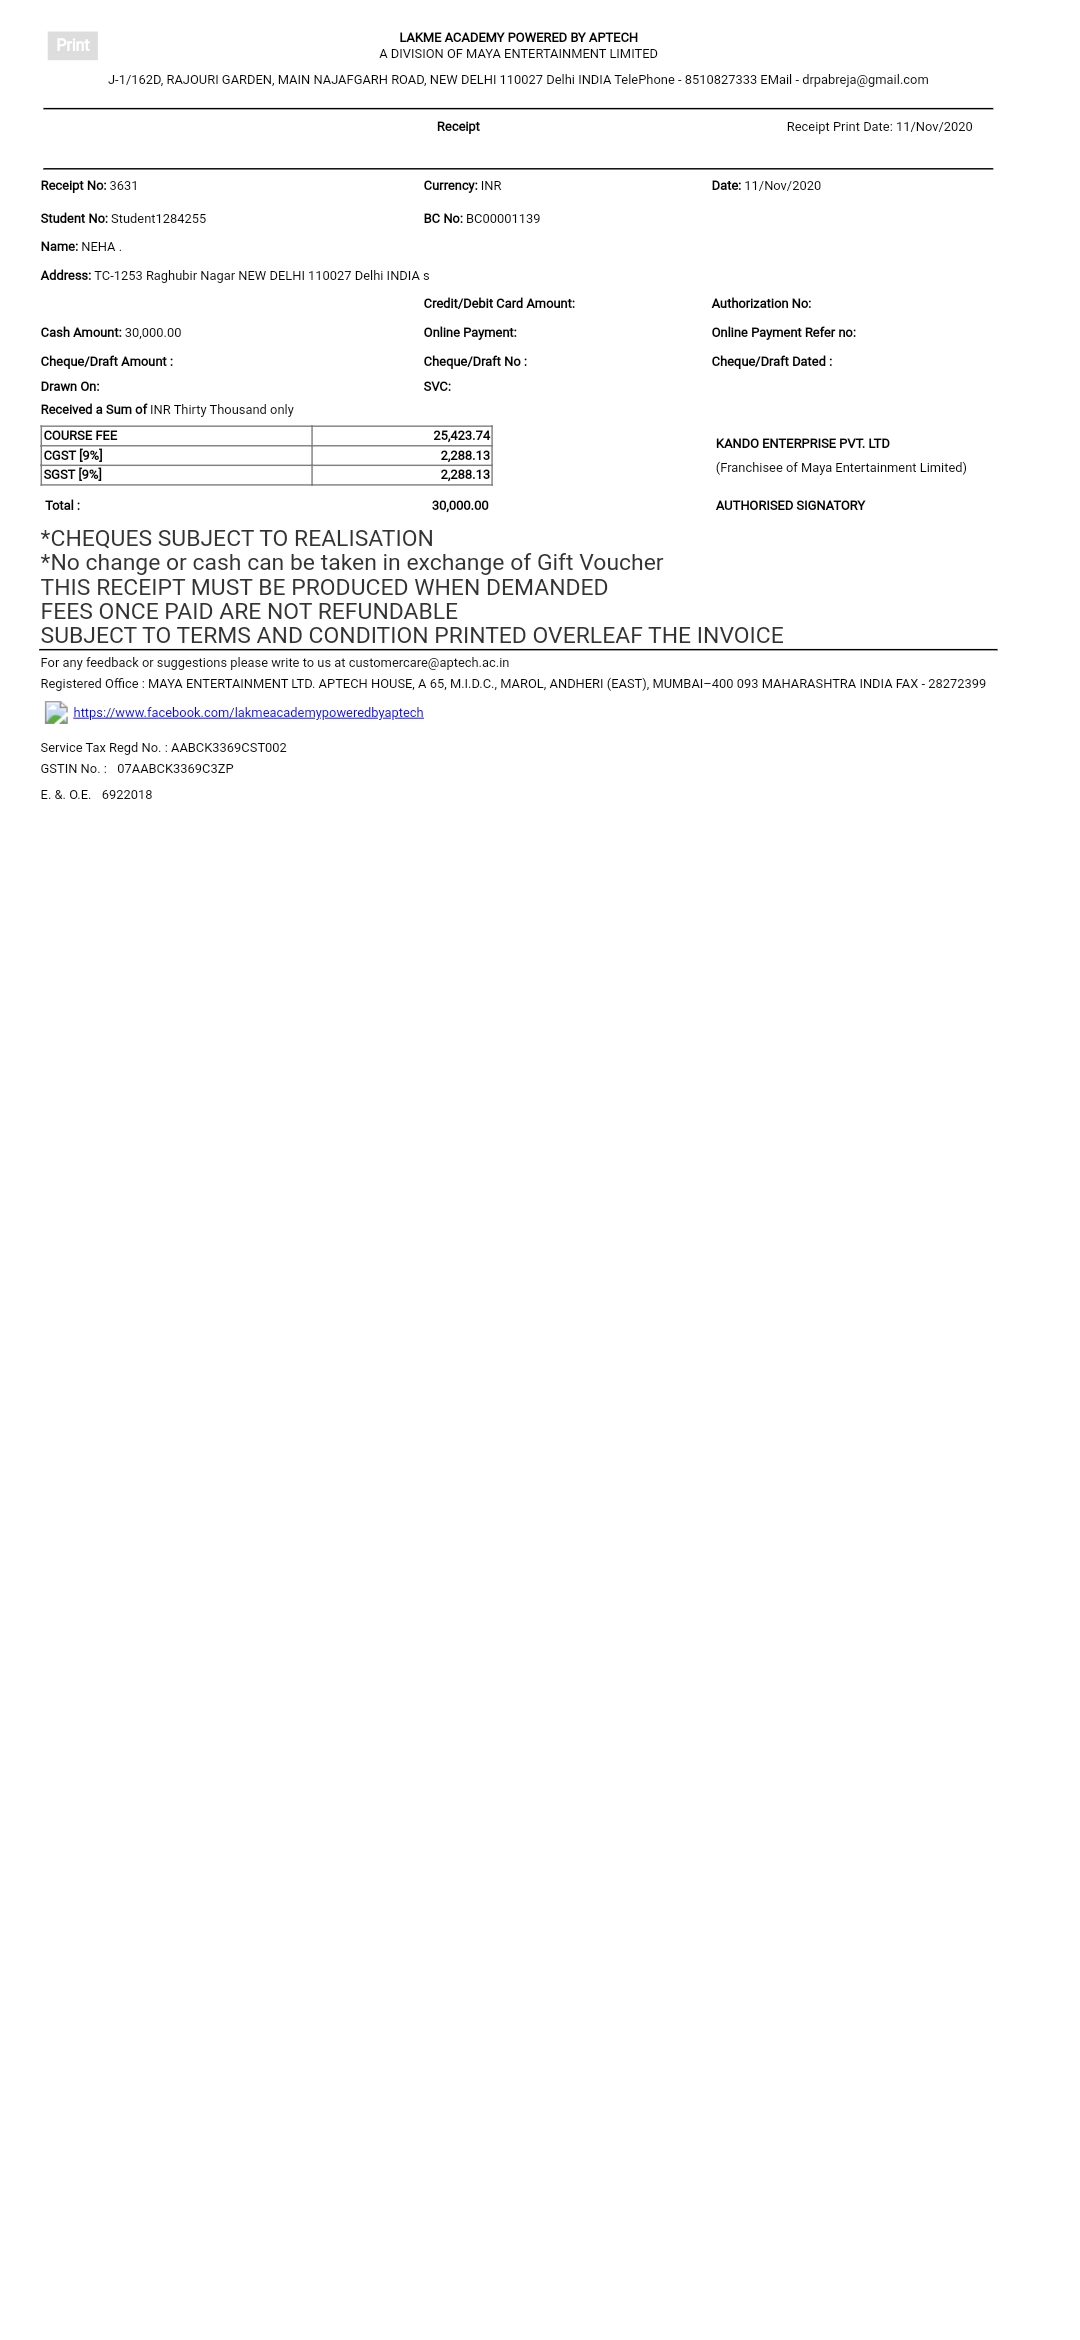 Print
LAKME ACADEMY POWERED BY APTECH
A DIVISION OF MAYA ENTERTAINMENT LIMITED
J-1/162D, RAJOURI GARDEN, MAIN NAJAFGARH ROAD, NEW DELHI 110027 Delhi INDIA TelePhone - 8510827333 EMail - drpabreja@gmail.com
Receipt Receipt Print Date: 11/Nov/2020
Receipt No: 3631 Currency: INR Date: 11/Nov/2020
Student No: Student1284255 BC No: BC00001139
Name: NEHA .
Address: TC-1253 Raghubir Nagar NEW DELHI 110027 Delhi INDIA s
Credit/Debit Card Amount: Authorization No:
Cash Amount: 30,000.00 Online Payment: Online Payment Refer no:
Cheque/Draft Amount : Cheque/Draft No : Cheque/Draft Dated :
Drawn On: SVC:
Received a Sum of INR Thirty Thousand only
COURSE FEE 25,423.74
CGST [9%] 2,288.13
SGST [9%] 2,288.13
KANDO ENTERPRISE PVT. LTD
(Franchisee of Maya Entertainment Limited)
Total : 30,000.00 AUTHORISED SIGNATORY
*CHEQUES SUBJECT TO REALISATION
*No change or cash can be taken in exchange of Gift Voucher
THIS RECEIPT MUST BE PRODUCED WHEN DEMANDED
FEES ONCE PAID ARE NOT REFUNDABLE
SUBJECT TO TERMS AND CONDITION PRINTED OVERLEAF THE INVOICE
For any feedback or suggestions please write to us at customercare@aptech.ac.in
Registered Office : MAYA ENTERTAINMENT LTD. APTECH HOUSE, A 65, M.I.D.C., MAROL, ANDHERI (EAST), MUMBAI–400 093 MAHARASHTRA INDIA FAX - 28272399
https://www.facebook.com/lakmeacademypoweredbyaptech
Service Tax Regd No. : AABCK3369CST002
GSTIN No. : 07AABCK3369C3ZP
E. &. O.E. 6922018